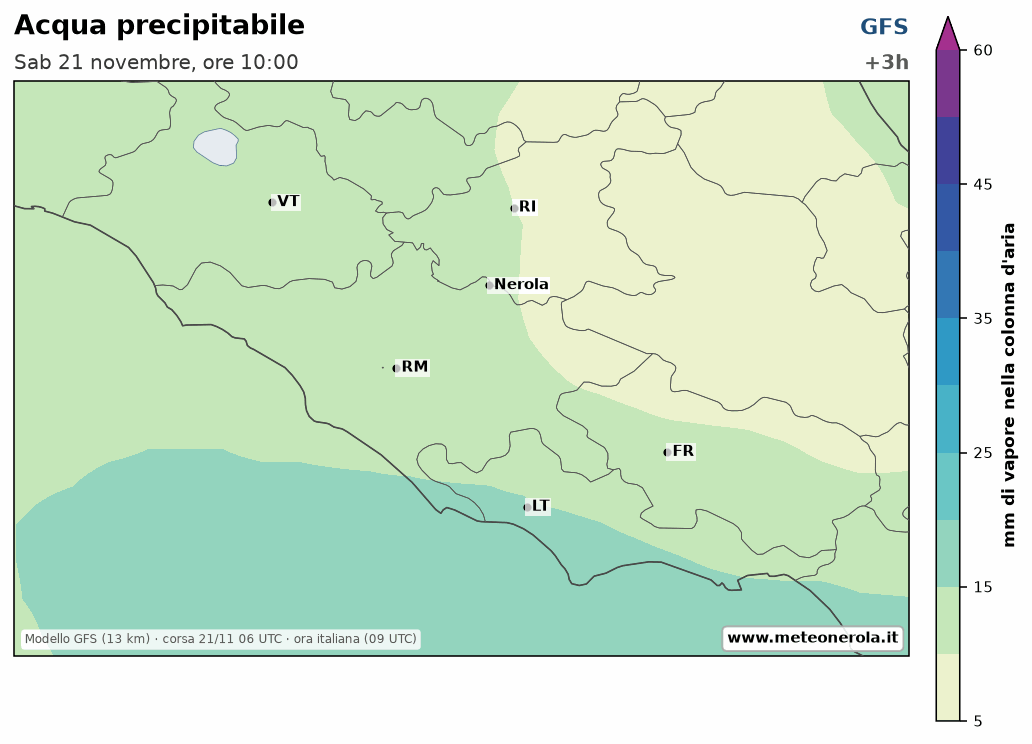 Acqua precipitabile
GFS
Sab 21 novembre, ore 10:00
+3h
VT
RI
Nerola
RM
FR
LT
Modello GFS (13 km) · corsa 21/11 06 UTC · ora italiana (09 UTC)
www.meteonerola.it
60
45
35
25
15
5
mm di vapore nella colonna d'aria